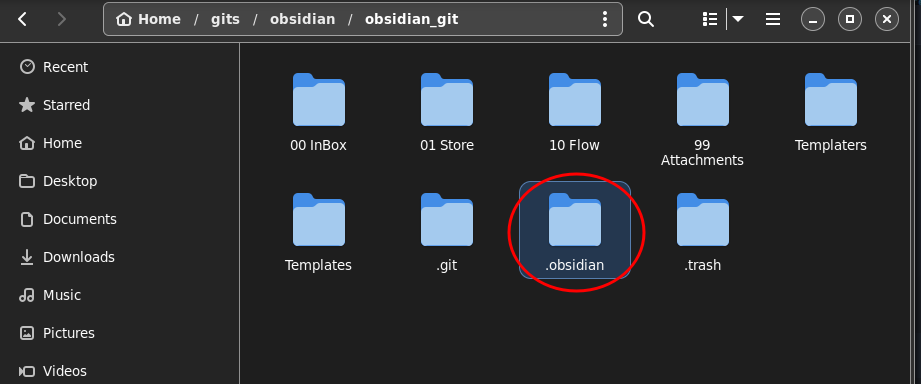 Home / gits / obsidian / obsidian_git
Recent
Starred
Home
Desktop
Documents
Downloads
Music
Pictures
Videos
00 InBox
01 Store
10 Flow
99
Attachments
Templaters
Templates
.git
.obsidian
.trash